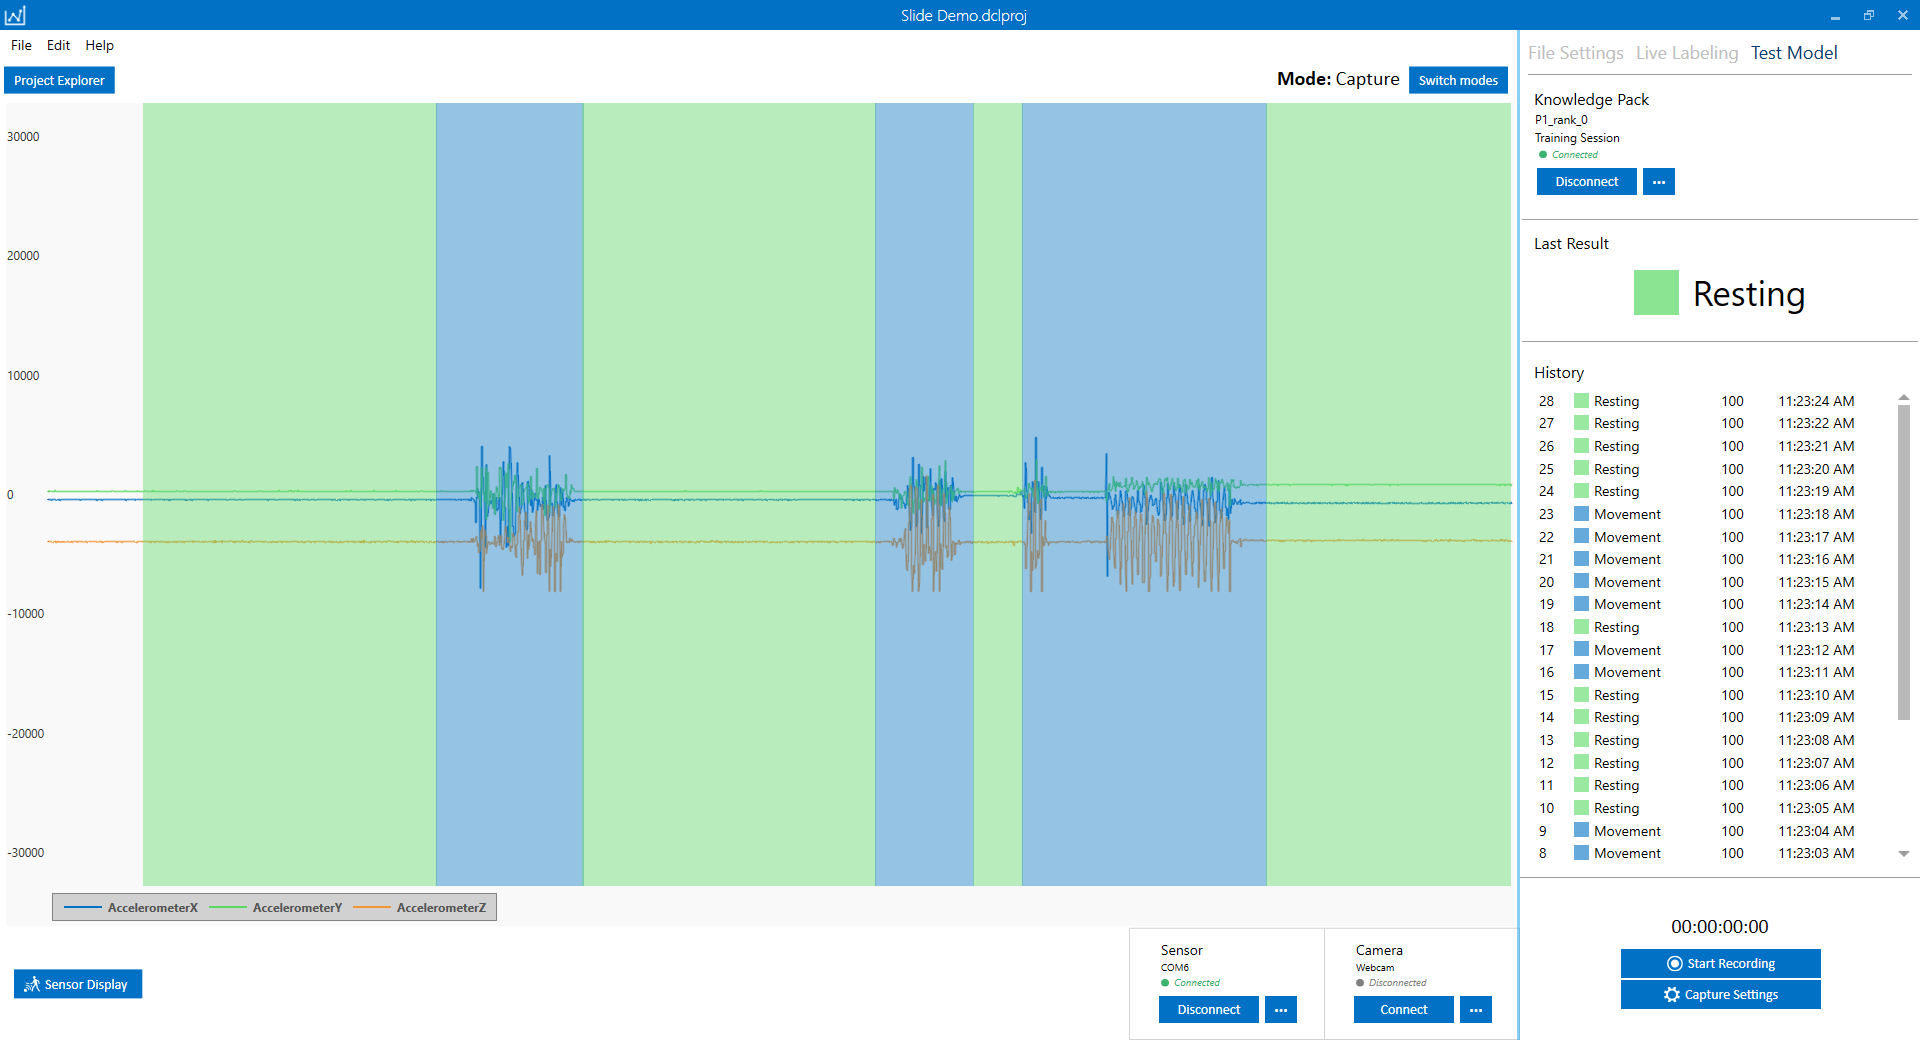 Slide Demo.dclproj
File Edit Help
Project Explorer
Mode: Capture
Switch modes
30000
20000
10000
0
-10000
-20000
-30000
AccelerometerX AccelerometerY AccelerometerZ
Sensor Display
Sensor
COM6
Connected
Disconnect
...
Camera
Webcam
Disconnected
Connect
...
File Settings Live Labeling Test Model
Knowledge Pack
P1_rank_0
Training Session
Connected
Disconnect
...
Last Result
Resting
History
28 Resting 100 11:23:24 AM
27 Resting 100 11:23:22 AM
26 Resting 100 11:23:21 AM
25 Resting 100 11:23:20 AM
24 Resting 100 11:23:19 AM
23 Movement 100 11:23:18 AM
22 Movement 100 11:23:17 AM
21 Movement 100 11:23:16 AM
20 Movement 100 11:23:15 AM
19 Movement 100 11:23:14 AM
18 Resting 100 11:23:13 AM
17 Movement 100 11:23:12 AM
16 Movement 100 11:23:11 AM
15 Resting 100 11:23:10 AM
14 Resting 100 11:23:09 AM
13 Resting 100 11:23:08 AM
12 Resting 100 11:23:07 AM
11 Resting 100 11:23:06 AM
10 Resting 100 11:23:05 AM
9 Movement 100 11:23:04 AM
8 Movement 100 11:23:03 AM
00:00:00:00
Start Recording
Capture Settings